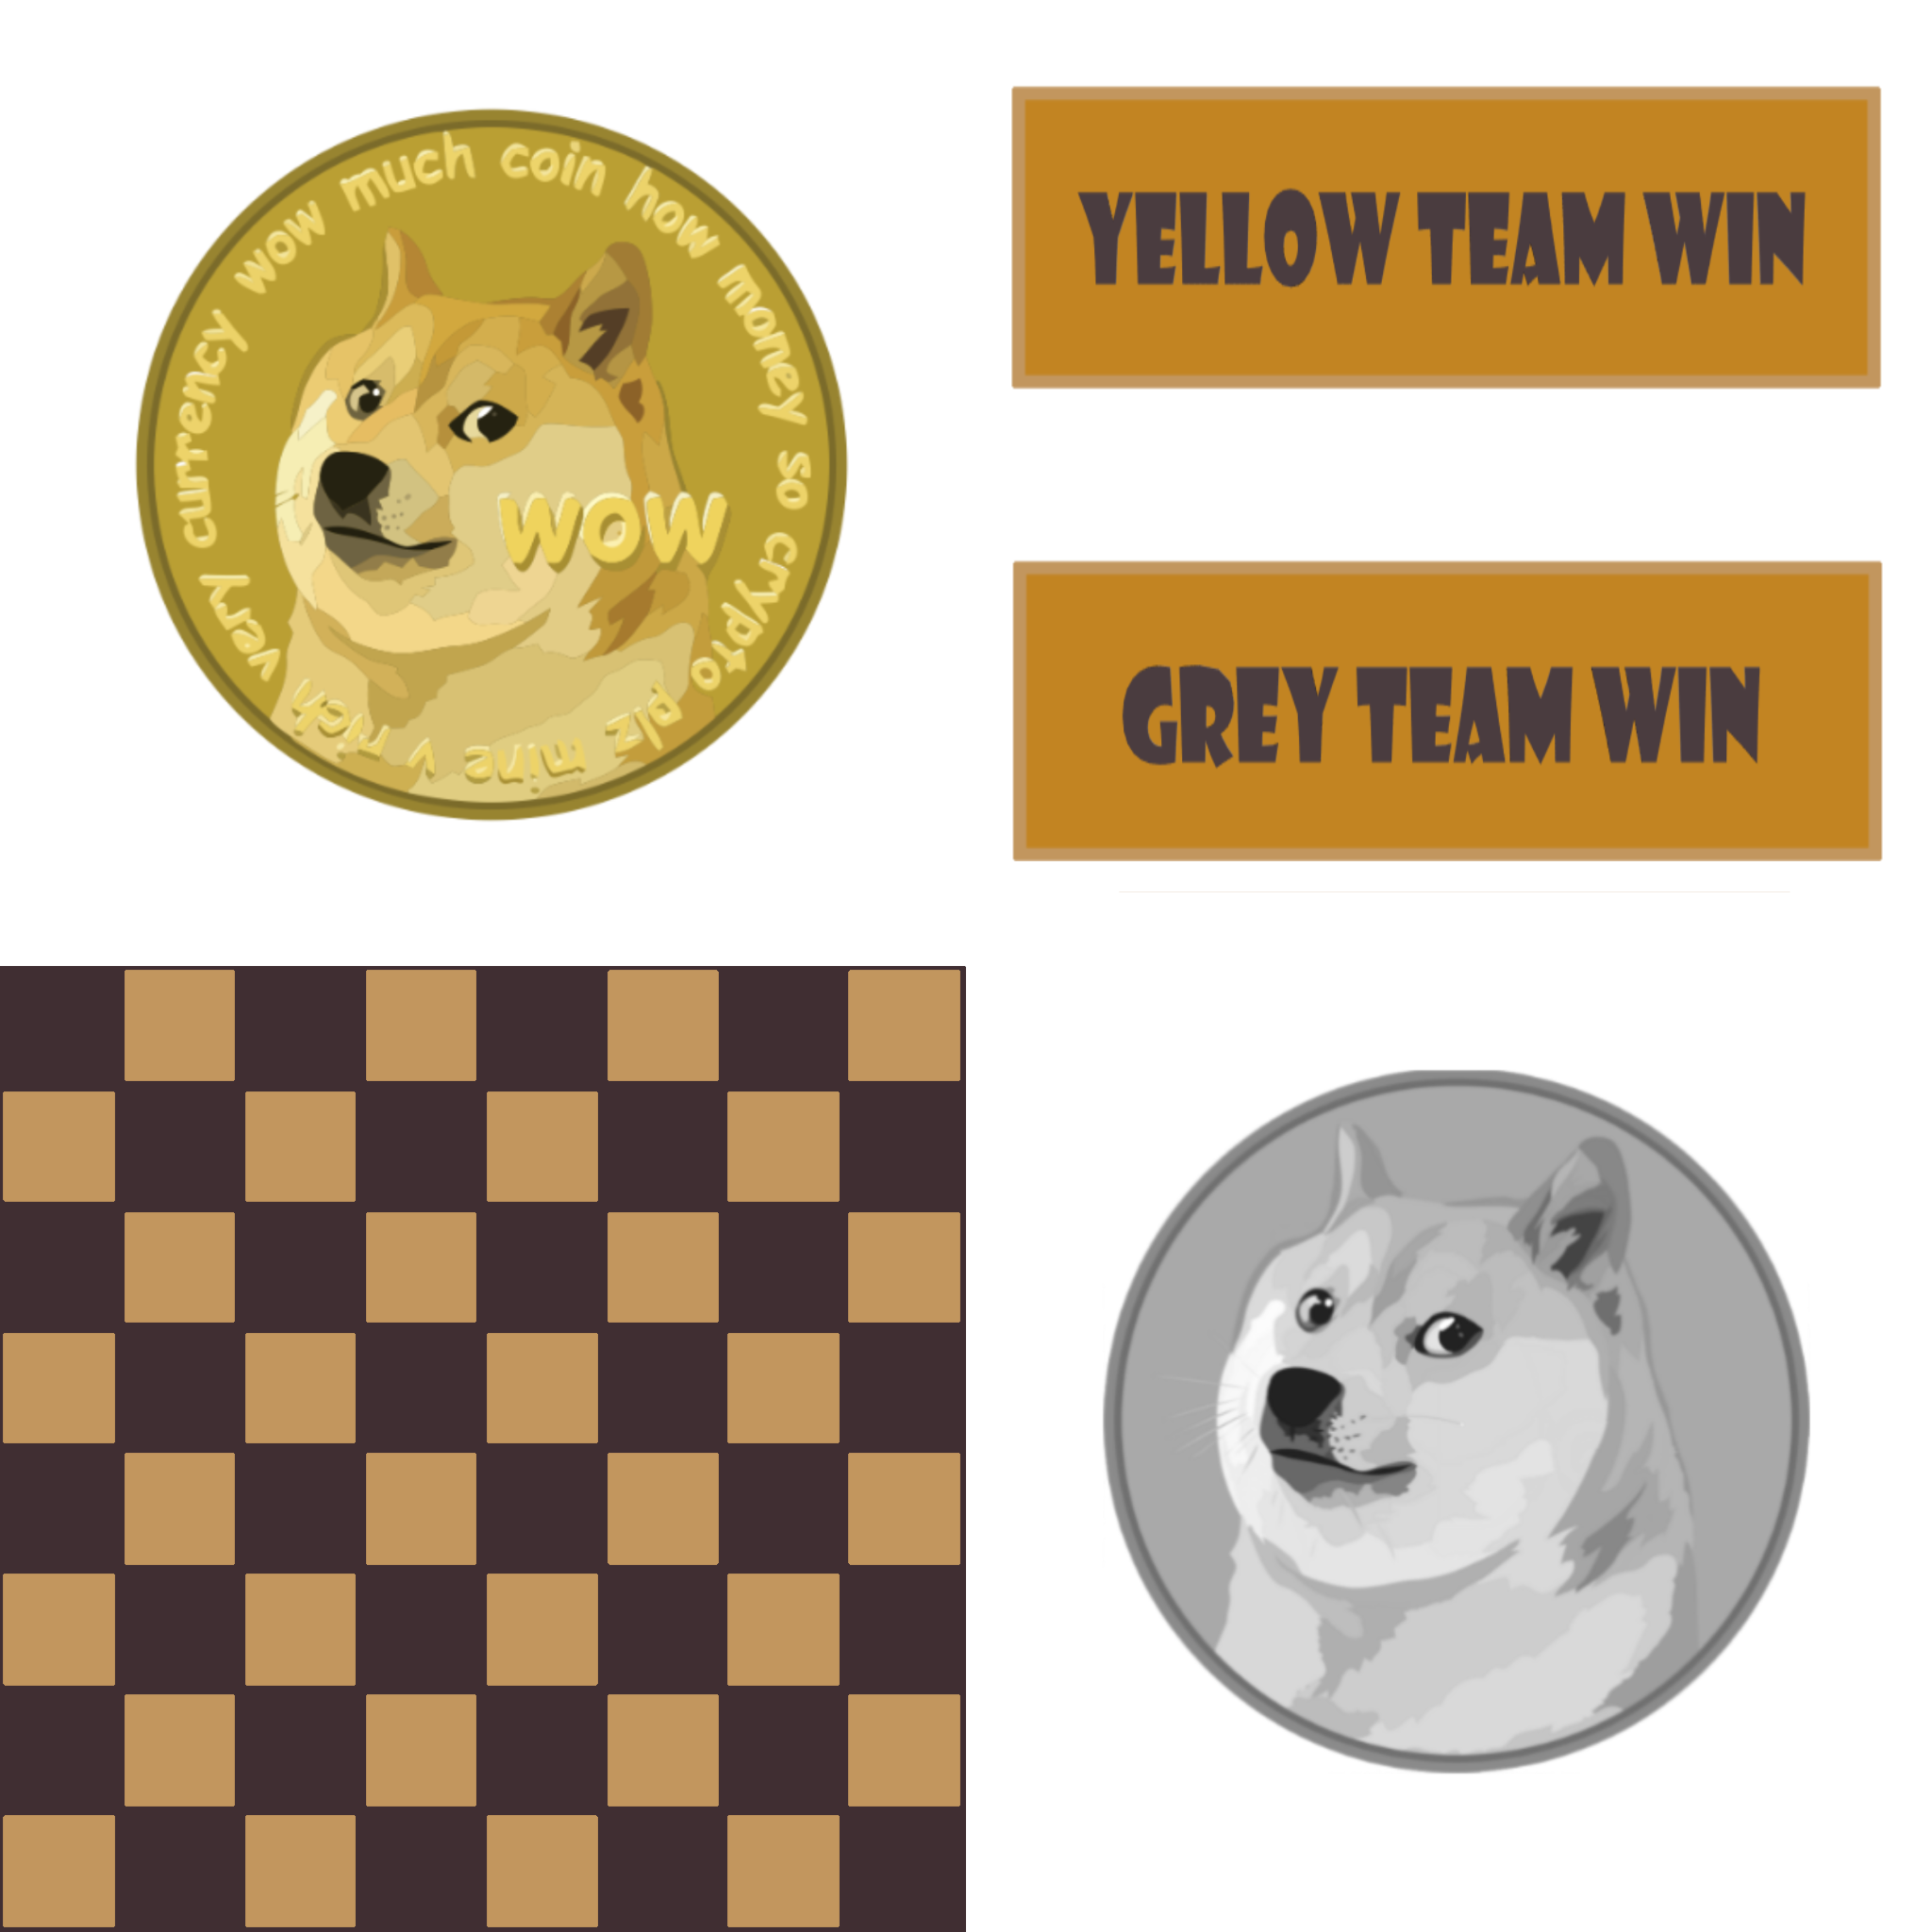 very currency wow much coin how money so crypto plz mine v rich
WOW
YELLOW TEAM WIN
GREY TEAM WIN